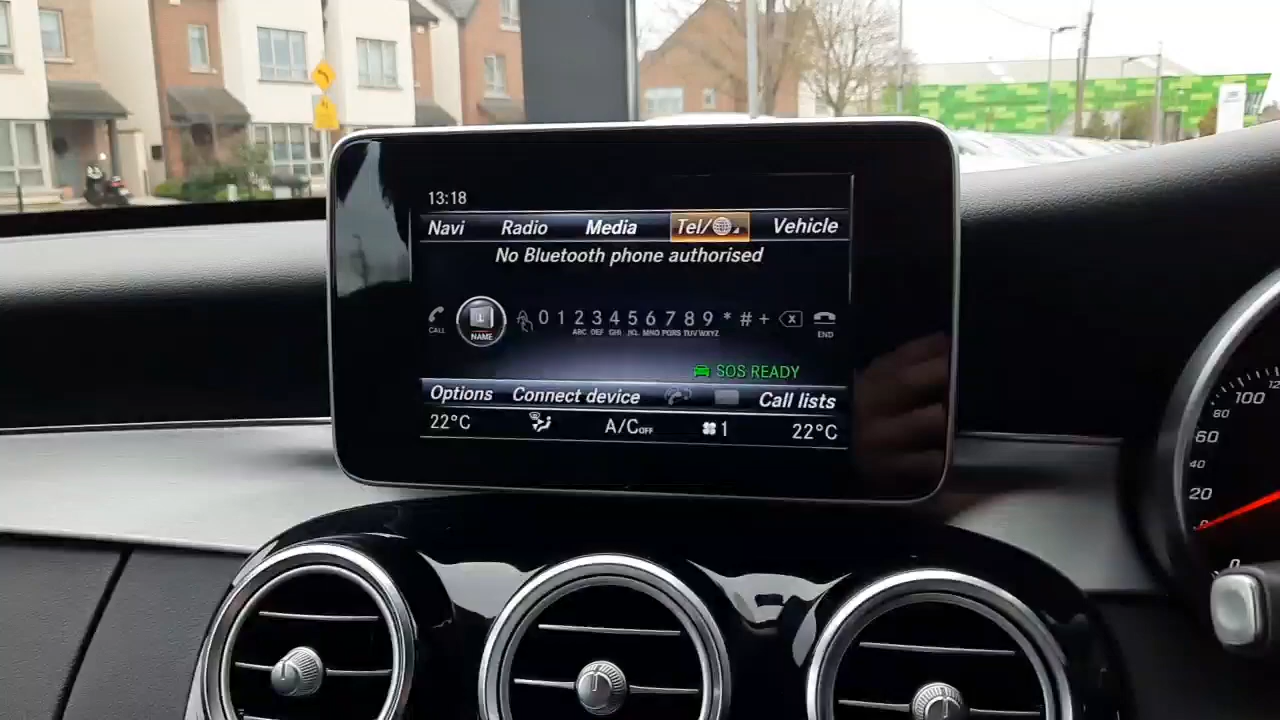 13:18
Navi Radio Media Tel/ Vehicle
No Bluetooth phone authorised
CALL NAME 0 1 2 3 4 5 6 7 8 9 * # + END
ABC DEF GHI JKL MNO PQRS TUV WXYZ
SOS READY
Options Connect device Call lists
22°C A/C OFF 1 22°C
100
80
60
40
20
0